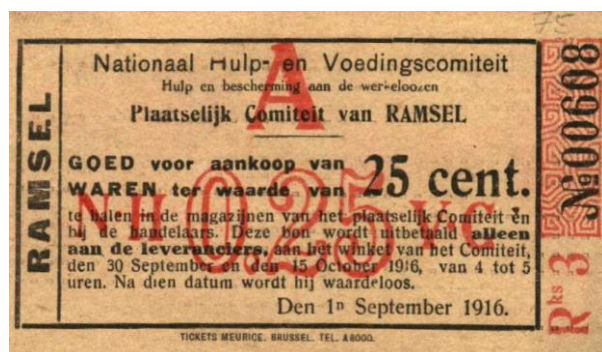 75
RAMSEL
A
Nationaal Hulp- en Voedingscomiteit
Hulp en bescherming aan de werkeloozen
Plaatselijk Comiteit van RAMSEL
GOED voor aankoop van
WAREN ter waarde van 25 cent.
N.H. 0.25 V.C.
te halen in de magazijnen van het plaatselijk Comiteit en
bij de handelaars. Deze bon wordt uitbetaald alleen
aan de leveranciers, aan het winket van het Comiteit,
den 30 September en den 15 October 1916, van 4 tot 5
uren. Na dien datum wordt hij waardeloos.
Den 1n September 1916.
TICKETS MEURICE. BRUSSEL. TEL. A8000.
No 00608
Rks 3